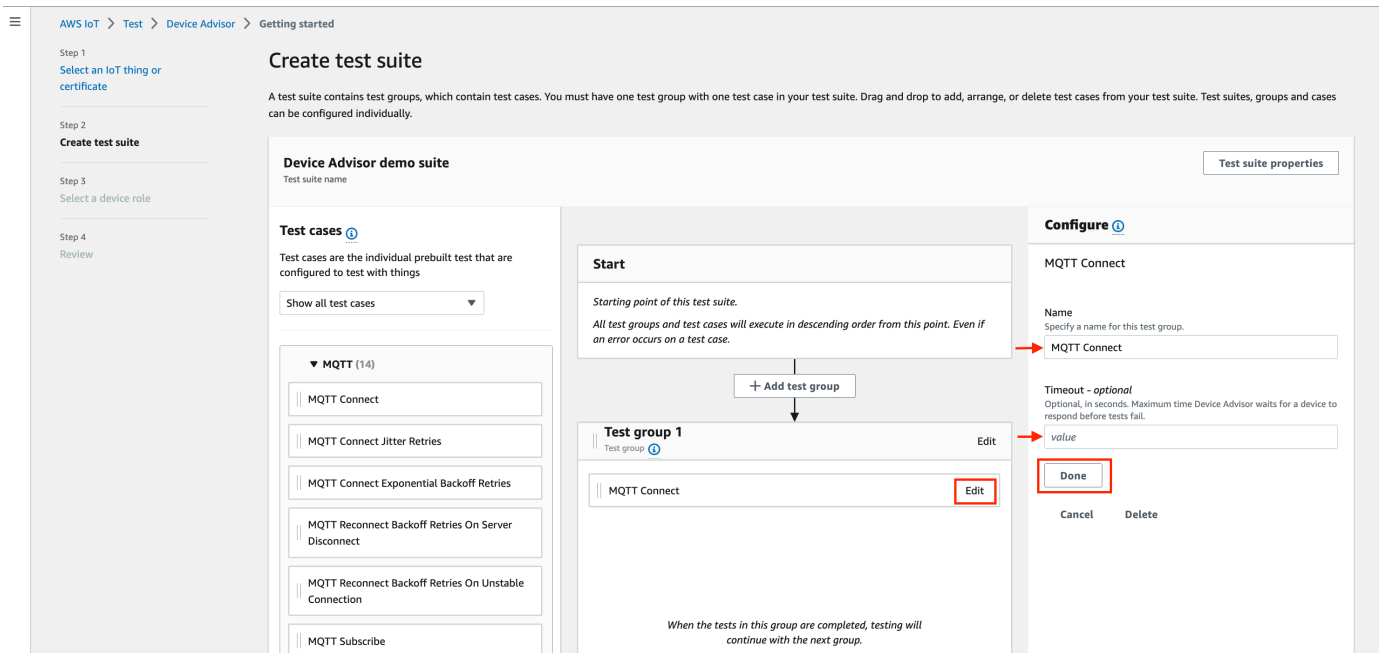 AWS IoT > Test > Device Advisor > Getting started
Step 1
Select an IoT thing or
certificate
Step 2
Create test suite
Step 3
Select a device role
Step 4
Review
Create test suite
A test suite contains test groups, which contain test cases. You must have one test group with one test case in your test suite. Drag and drop to add, arrange, or delete test cases from your test suite. Test suites, groups and cases
can be configured individually.
Device Advisor demo suite
Test suite name
Test suite properties
Test cases
Test cases are the individual prebuilt test that are
configured to test with things
Show all test cases
MQTT (14)
MQTT Connect
MQTT Connect Jitter Retries
MQTT Connect Exponential Backoff Retries
MQTT Reconnect Backoff Retries On Server
Disconnect
MQTT Reconnect Backoff Retries On Unstable
Connection
MQTT Subscribe
Start
Starting point of this test suite.
All test groups and test cases will execute in descending order from this point. Even if
an error occurs on a test case.
+ Add test group
Test group 1
Test group
Edit
MQTT Connect
Edit
When the tests in this group are completed, testing will
continue with the next group.
Configure
MQTT Connect
Name
Specify a name for this test group.
MQTT Connect
Timeout - optional
Optional, in seconds. Maximum time Device Advisor waits for a device to
respond before tests fail.
value
Done
Cancel Delete